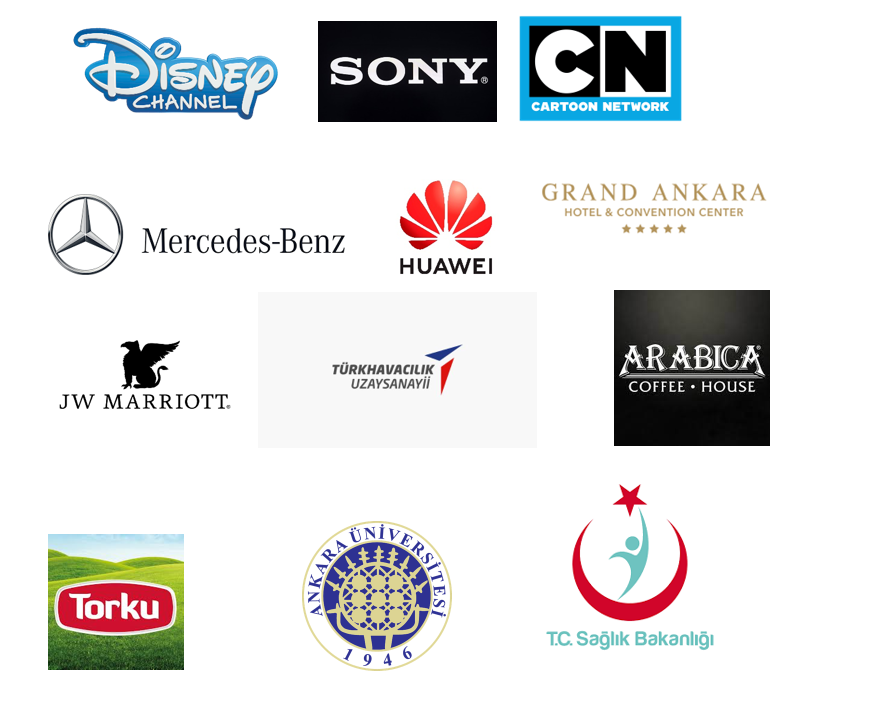 Disney
CHANNEL
SONY®
CN
CARTOON NETWORK
Mercedes-Benz
HUAWEI
GRAND ANKARA
HOTEL & CONVENTION CENTER
JW MARRIOTT®
TÜRKHAVACILIK
UZAYSANAYİİ
ARABICA®
COFFEE • HOUSE
Torku
ANKARA ÜNİVERSİTESİ
1946
T.C. Sağlık Bakanlığı